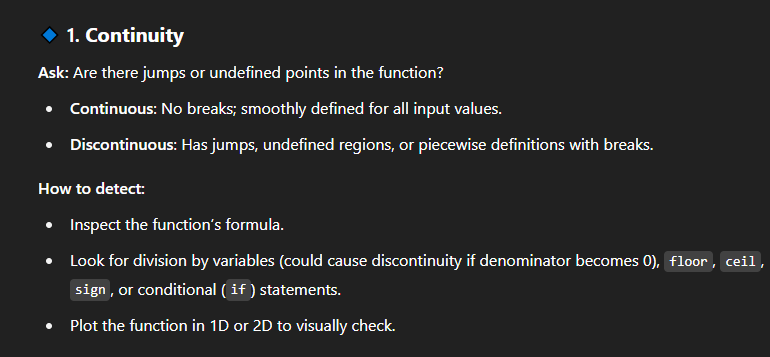 1. Continuity
Ask: Are there jumps or undefined points in the function?
• Continuous: No breaks; smoothly defined for all input values.
• Discontinuous: Has jumps, undefined regions, or piecewise definitions with breaks.
How to detect:
• Inspect the function’s formula.
• Look for division by variables (could cause discontinuity if denominator becomes 0), floor, ceil,
sign, or conditional (if) statements.
• Plot the function in 1D or 2D to visually check.